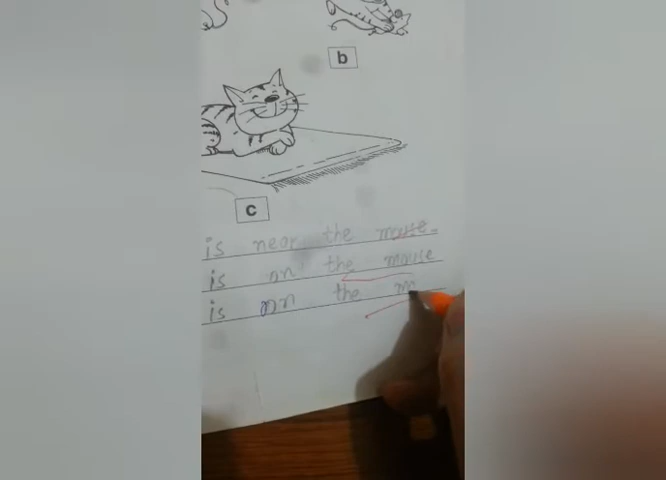 b
c
is near the mouse.
is on the mouse
is on the m